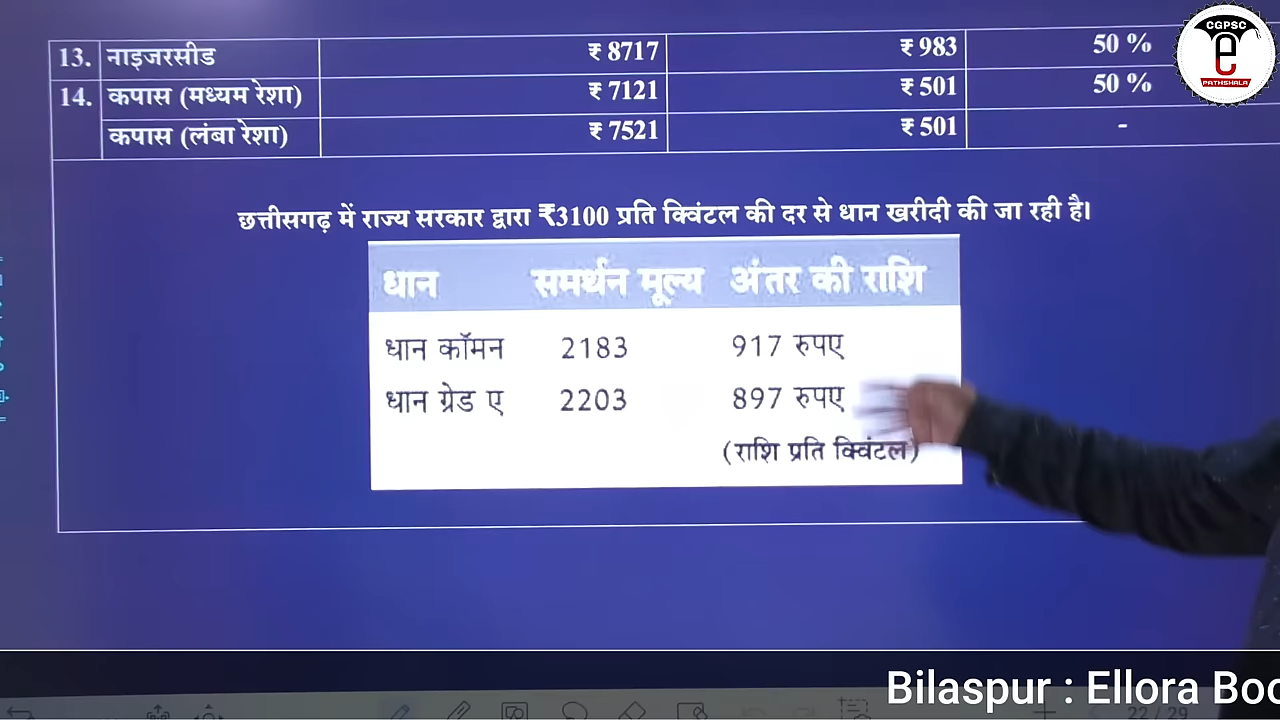 CGPSC
e
PATHSHALA
13. नाइजरसीड ₹ 8717 ₹ 983 50 %
14. कपास (मध्यम रेशा) ₹ 7121 ₹ 501 50 %
कपास (लंबा रेशा) ₹ 7521 ₹ 501 -
छत्तीसगढ़ में राज्य सरकार द्वारा ₹3100 प्रति क्विंटल की दर से धान खरीदी की जा रही है।
धान समर्थन मूल्य अंतर की राशि
धान कॉमन 2183 917 रुपए
धान ग्रेड ए 2203 897 रुपए
(राशि प्रति क्विंटल)
Bilaspur : Ellora Boo
22 / 29